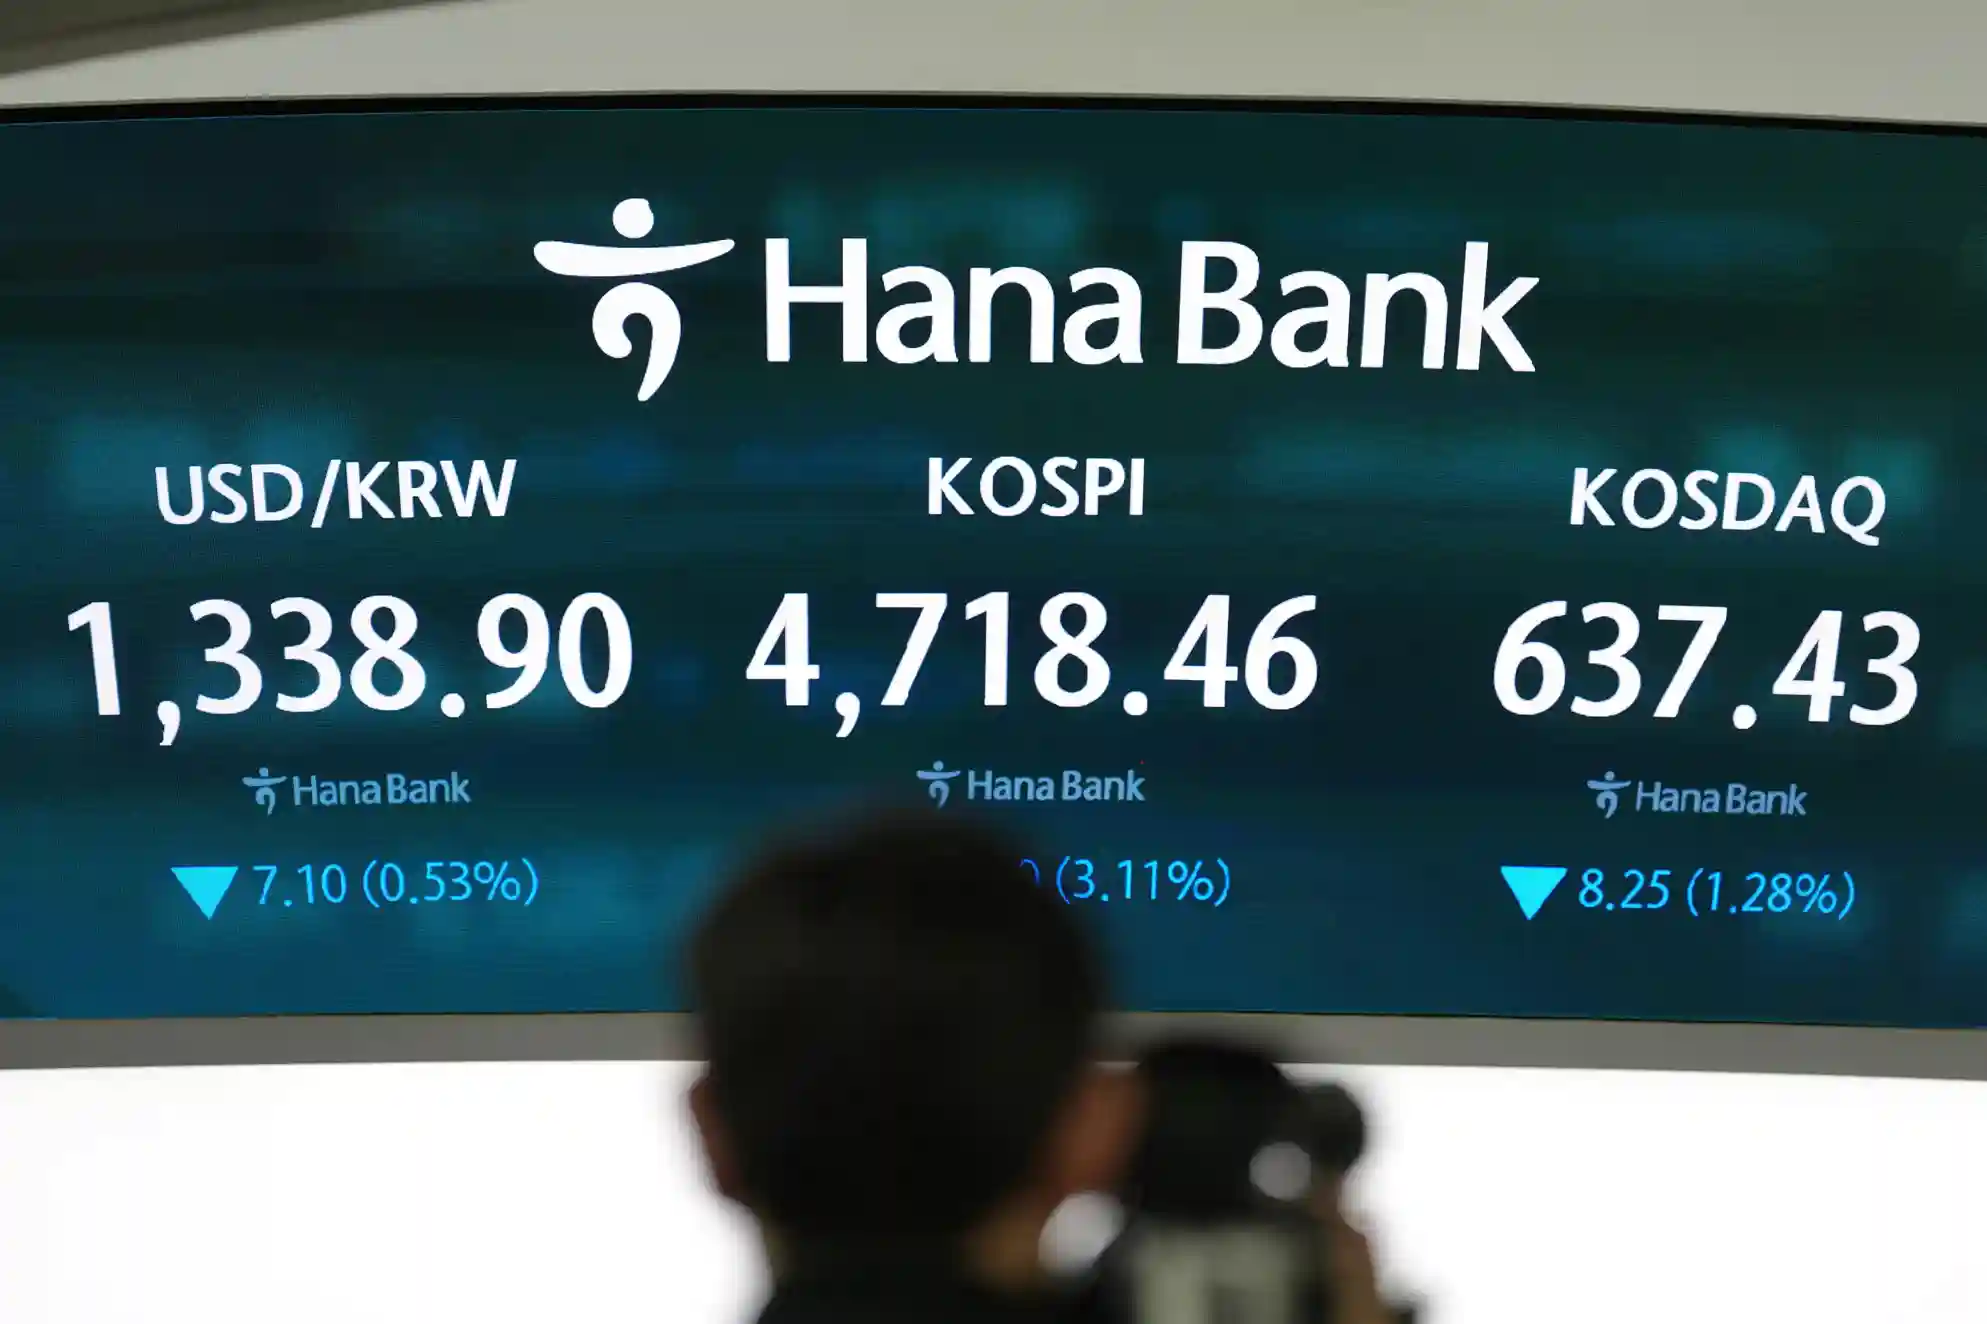 Hana Bank
USD/KRW
1,338.90
Hana Bank
▼ 7.10 (0.53%)
KOSPI
4,718.46
Hana Bank
(3.11%)
KOSDAQ
637.43
Hana Bank
▼ 8.25 (1.28%)